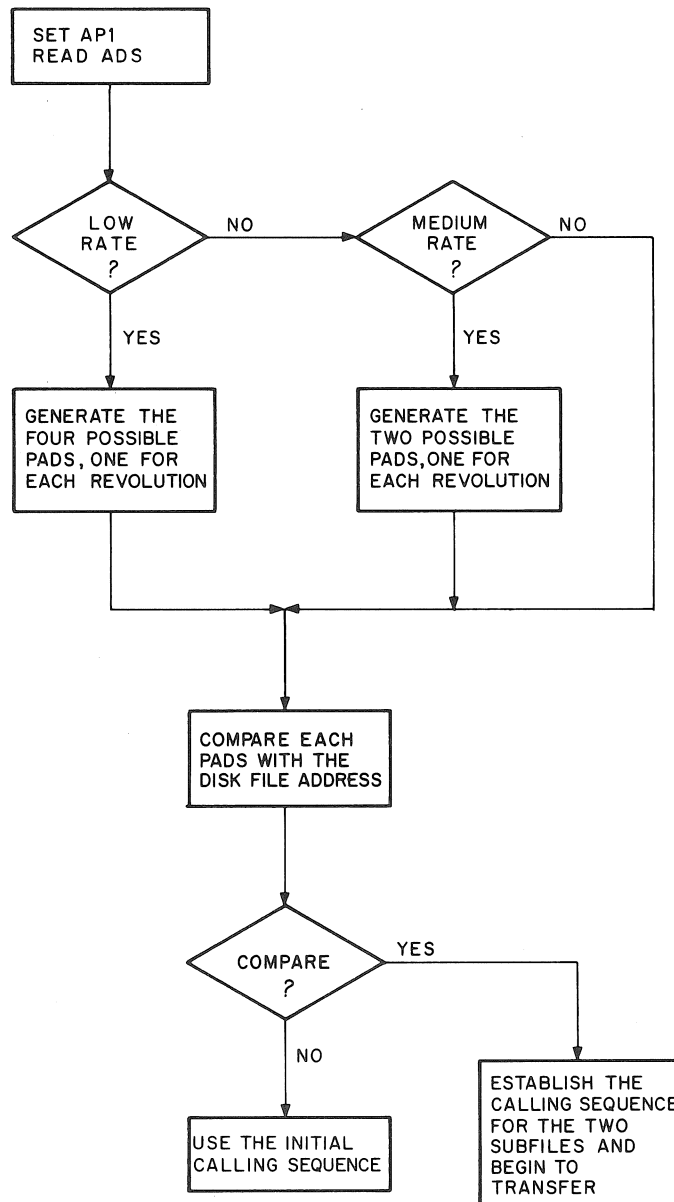 SET AP1
READ ADS
LOW
RATE
?
NO
MEDIUM
RATE
?
NO
YES
YES
GENERATE THE
FOUR POSSIBLE
PADS, ONE FOR
EACH REVOLUTION
GENERATE THE
TWO POSSIBLE
PADS, ONE FOR
EACH REVOLUTION
COMPARE EACH
PADS WITH THE
DISK FILE ADDRESS
COMPARE
?
YES
NO
USE THE INITIAL
CALLING SEQUENCE
ESTABLISH THE
CALLING SEQUENCE
FOR THE TWO
SUBFILES AND
BEGIN TO
TRANSFER